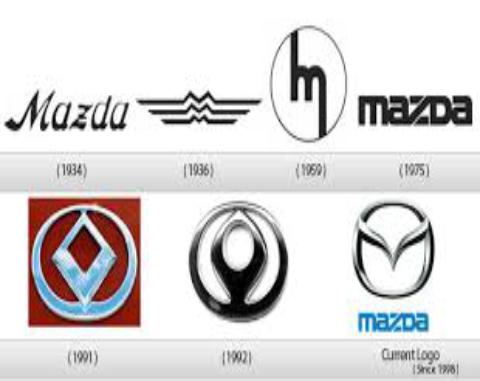 Mazda
m
mazda
(1934)
(1936)
(1959)
(1975)
mazda
(1991)
(1992)
Current Logo
(Since 1998)